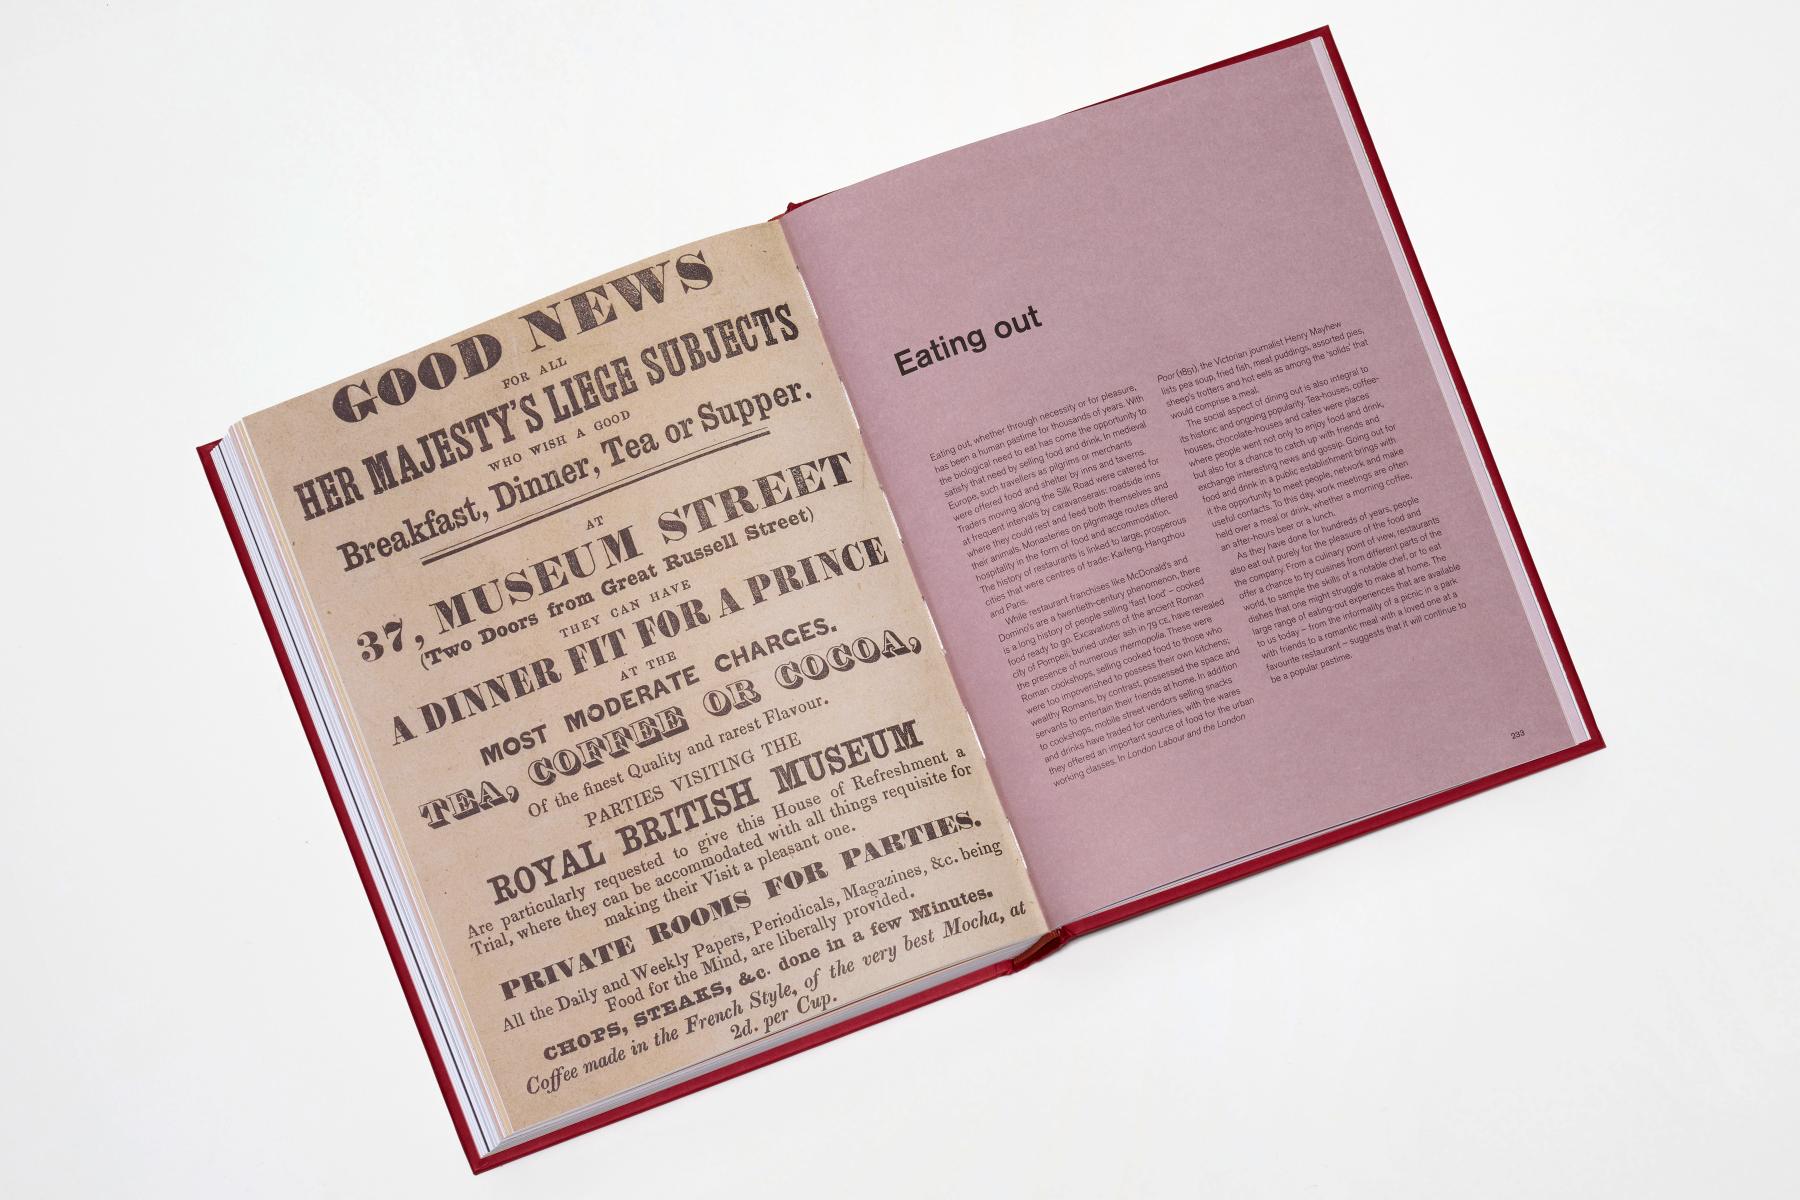 GOOD NEWS
FOR ALL
HER MAJESTY'S LIEGE SUBJECTS
WHO WISH A GOOD
Breakfast, Dinner, Tea or Supper.
AT
37, MUSEUM STREET
(Two Doors from Great Russell Street)
THEY CAN HAVE
A DINNER FIT FOR A PRINCE
AT THE
MOST MODERATE CHARGES.
TEA, COFFEE OR COCOA,
Of the finest Quality and rarest Flavour.
PARTIES VISITING THE
ROYAL BRITISH MUSEUM
Are particularly requested to give this House of Refreshment a
Trial, where they can be accommodated with all things requisite for
making their Visit a pleasant one.
PRIVATE ROOMS FOR PARTIES.
All the Daily and Weekly Papers, Periodicals, Magazines, &c. being
Food for the Mind, are liberally provided.
CHOPS, STEAKS, &c. done in a few Minutes.
Coffee made in the French Style, of the very best Mocha, at
2d. per Cup.
Eating out
Eating out, whether through necessity or for pleasure,
has been a human pastime for thousands of years. With
the biological need to eat has come the opportunity to
satisfy that need by selling food and drink. In medieval
Europe, such travellers as pilgrims or merchants
were offered food and shelter by inns and taverns.
Traders moving along the Silk Road were catered for
at frequent intervals by caravanserais: roadside inns
where they could rest and feed both themselves and
their animals. Monasteries on pilgrimage routes offered
hospitality in the form of food and accommodation.
The history of restaurants is linked to large, prosperous
cities that were centres of trade: Kaifeng, Hangzhou
and Paris.
While restaurant franchises like McDonald's and
Domino's are a twentieth-century phenomenon, there
is a long history of people selling 'fast food' – cooked
food ready to go. Excavations of the ancient Roman
city of Pompeii, buried under ash in 79 CE, have revealed
the presence of numerous thermopolia. These were
Roman cookshops, selling cooked food to those who
were too impoverished to possess their own kitchens;
wealthy Romans, by contrast, possessed the space and
servants to entertain their friends at home. In addition
to cookshops, mobile street vendors selling snacks
and drinks have traded for centuries, with the wares
they offered an important source of food for the urban
working classes. In London Labour and the London
Poor (1851), the Victorian journalist Henry Mayhew
lists pea soup, fried fish, meat puddings, assorted pies,
sheep's trotters and hot eels as among the 'solids' that
would comprise a meal.
The social aspect of dining out is also integral to
its historic and ongoing popularity. Tea-houses, coffee-
houses, chocolate-houses and cafes were places
where people went not only to enjoy food and drink,
but also for a chance to catch up with friends and
exchange interesting news and gossip. Going out for
food and drink in a public establishment brings with
it the opportunity to meet people, network and make
useful contacts. To this day, work meetings are often
held over a meal or drink, whether a morning coffee,
an after-hours beer or a lunch.
As they have done for hundreds of years, people
also eat out purely for the pleasure of the food and
the company. From a culinary point of view, restaurants
offer a chance to try cuisines from different parts of the
world, to sample the skills of a notable chef, or to eat
dishes that one might struggle to make at home. The
large range of eating-out experiences that are available
to us today – from the informality of a picnic in a park
with friends to a romantic meal with a loved one at a
favourite restaurant – suggests that it will continue to
be a popular pastime.
233